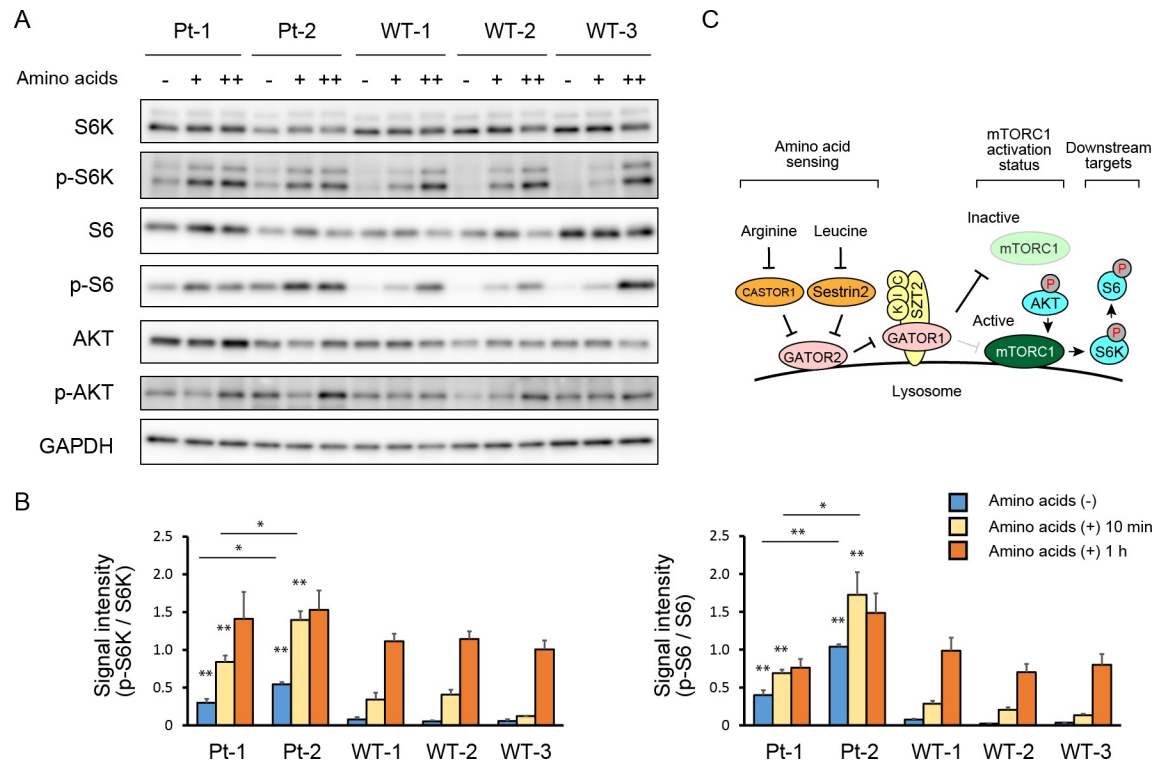 A
Pt-1 Pt-2 WT-1 WT-2 WT-3
Amino acids - + ++ - + ++ - + ++ - + ++ - + ++
S6K
p-S6K
S6
p-S6
AKT
p-AKT
GAPDH
C
Amino acid
sensing
mTORC1
activation
status
Downstream
targets
Arginine Leucine
Inactive
mTORC1
CASTOR1 Sestrin2
K I C
SZT2
P
AKT
P
S6
GATOR2
GATOR1
Active
mTORC1
P
S6K
Lysosome
B
Signal intensity
(p-S6K / S6K)
2.5
2.0
1.5
1.0
0.5
0
* *
** ** ** **
Pt-1 Pt-2 WT-1 WT-2 WT-3
Signal intensity
(p-S6 / S6)
2.5
2.0
1.5
1.0
0.5
0
* **
** ** ** **
Pt-1 Pt-2 WT-1 WT-2 WT-3
Amino acids (-)
Amino acids (+) 10 min
Amino acids (+) 1 h